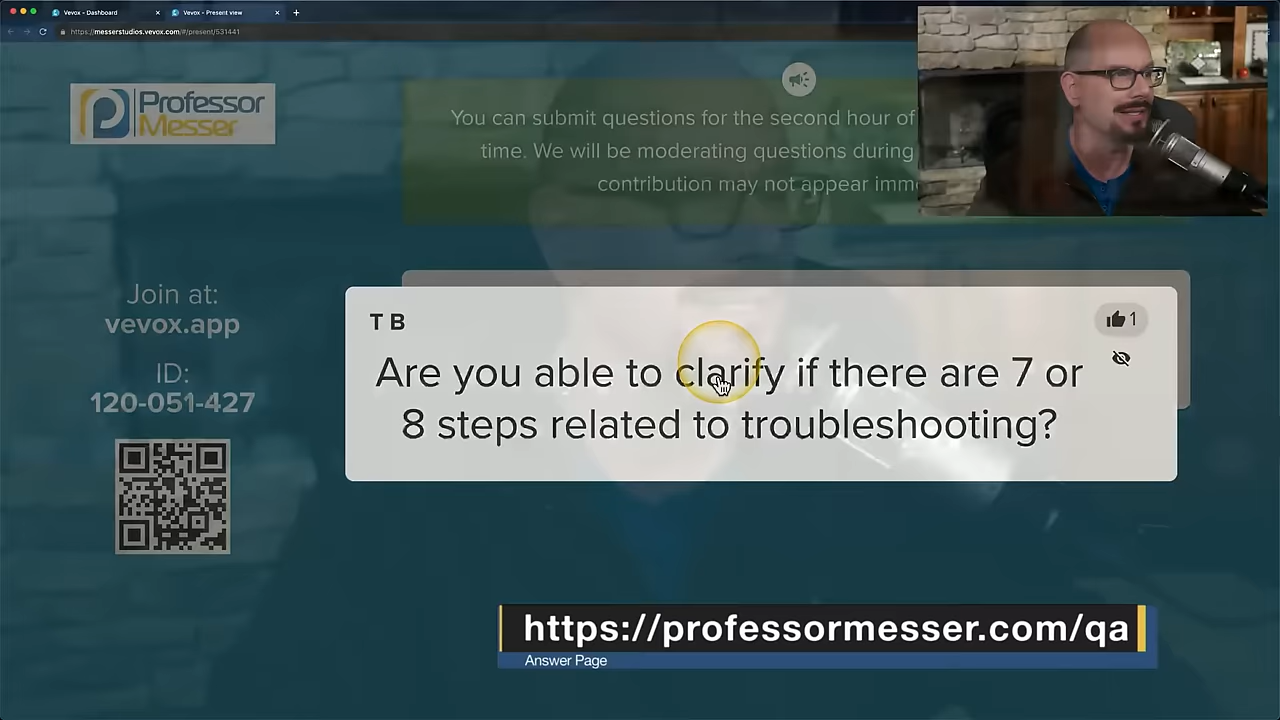 Vevox - Dashboard
Vevox - Present view
https://messerstudios.vevox.com/#/present/531441
Professor
Messer
You can submit questions for the second hour of
time. We will be moderating questions during
contribution may not appear imm
Join at:
vevox.app
ID:
120-051-427
T B
1
Are you able to clarify if there are 7 or
8 steps related to troubleshooting?
https://professormesser.com/qa
Answer Page